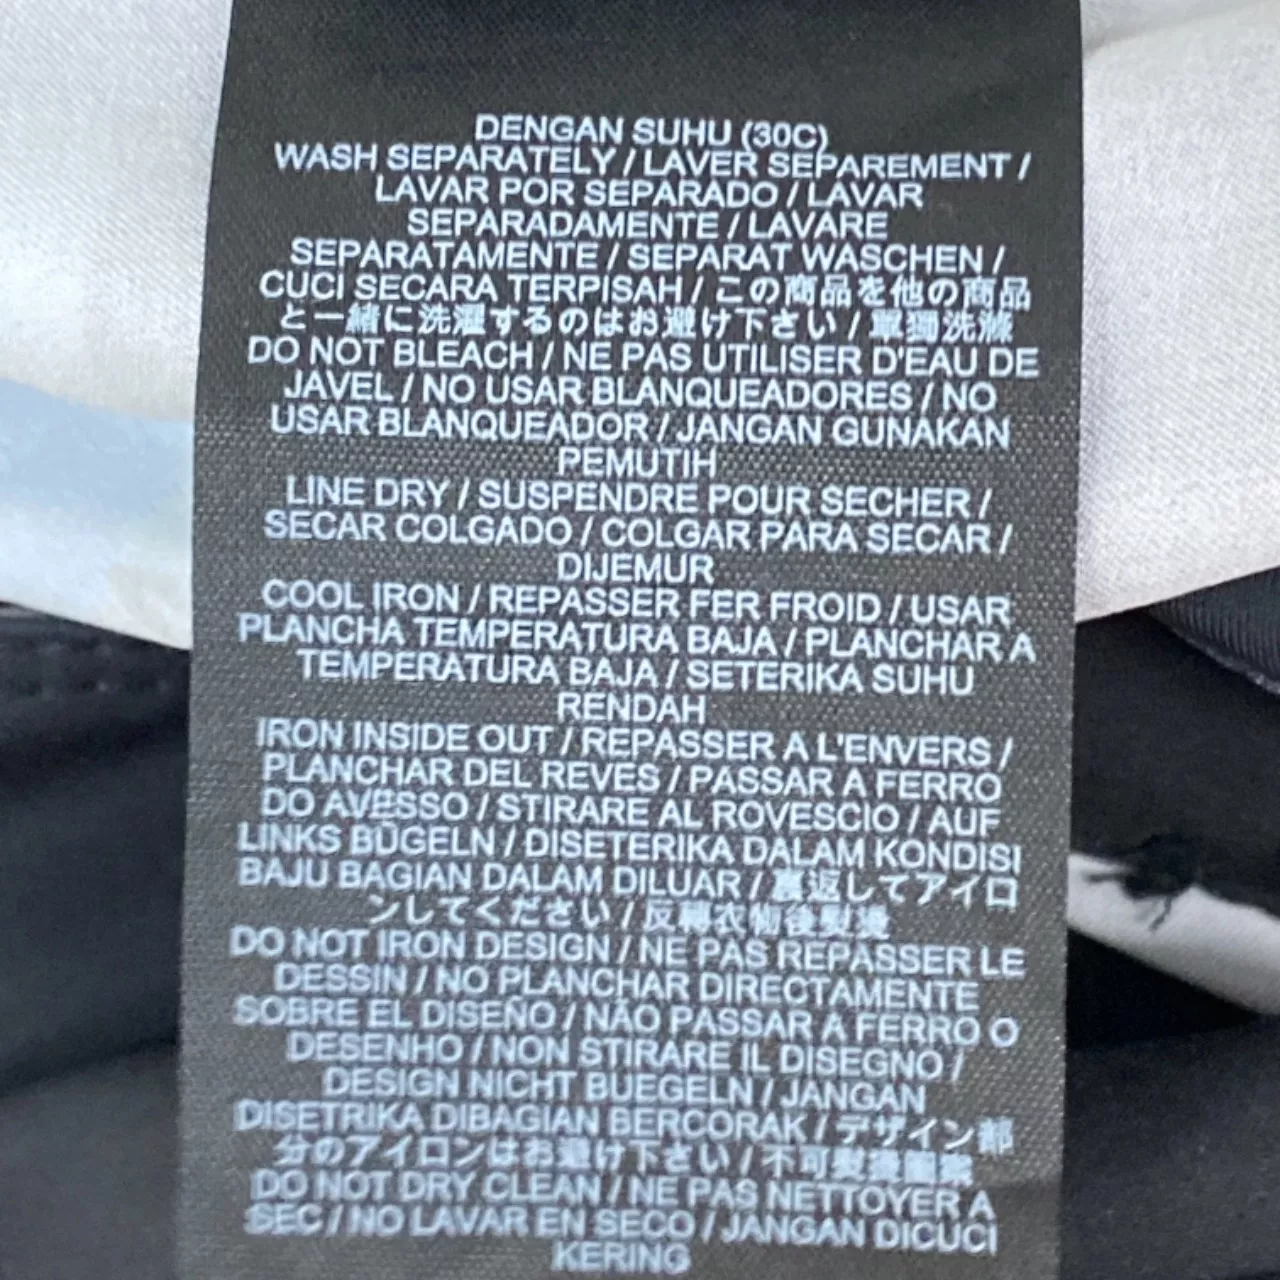 DENGAN SUHU (30C)
WASH SEPARATELY / LAVER SEPAREMENT /
LAVAR POR SEPARADO / LAVAR
SEPARADAMENTE / LAVARE
SEPARATAMENTE / SEPARAT WASCHEN /
CUCI SECARA TERPISAH / この商品を他の商品
と一緒に洗濯するのはお避け下さい / 單獨洗滌
DO NOT BLEACH / NE PAS UTILISER D'EAU DE
JAVEL / NO USAR BLANQUEADORES / NO
USAR BLANQUEADOR / JANGAN GUNAKAN
PEMUTIH
LINE DRY / SUSPENDRE POUR SECHER /
SECAR COLGADO / COLGAR PARA SECAR /
DIJEMUR
COOL IRON / REPASSER FER FROID / USAR
PLANCHA TEMPERATURA BAJA / PLANCHAR A
TEMPERATURA BAJA / SETERIKA SUHU
RENDAH
IRON INSIDE OUT / REPASSER A L'ENVERS /
PLANCHAR DEL REVES / PASSAR A FERRO
DO AVESSO / STIRARE AL ROVESCIO / AUF
LINKS BÜGELN / DISETERIKA DALAM KONDISI
BAJU BAGIAN DALAM DILUAR / 裏返してアイロ
ンしてください / 反轉衣物後熨燙
DO NOT IRON DESIGN / NE PAS REPASSER LE
DESSIN / NO PLANCHAR DIRECTAMENTE
SOBRE EL DISEÑO / NÃO PASSAR A FERRO O
DESENHO / NON STIRARE IL DISEGNO /
DESIGN NICHT BUEGELN / JANGAN
DISETRIKA DIBAGIAN BERCORAK / デザイン部
分のアイロンはお避け下さい / 不可熨燙圖案
DO NOT DRY CLEAN / NE PAS NETTOYER A
SEC / NO LAVAR EN SECO / JANGAN DICUCI
KERING